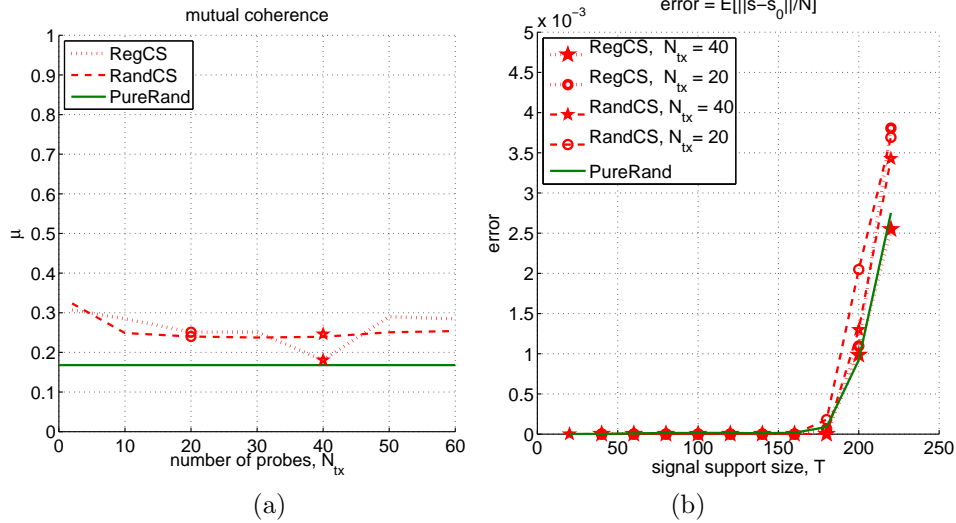 mutual coherence
1
0.9
0.8
0.7
0.6
0.5
0.4
0.3
0.2
0.1
0
μ
RegCS
RandCS
PureRand
0 10 20 30 40 50 60
number of probes, N_tx
(a)
error = E[||s−s_0||/N]
x 10^−3
5
4.5
4
3.5
3
2.5
2
1.5
1
0.5
0
error
RegCS, N_tx = 40
RegCS, N_tx = 20
RandCS, N_tx = 40
RandCS, N_tx = 20
PureRand
0 50 100 150 200 250
signal support size, T
(b)